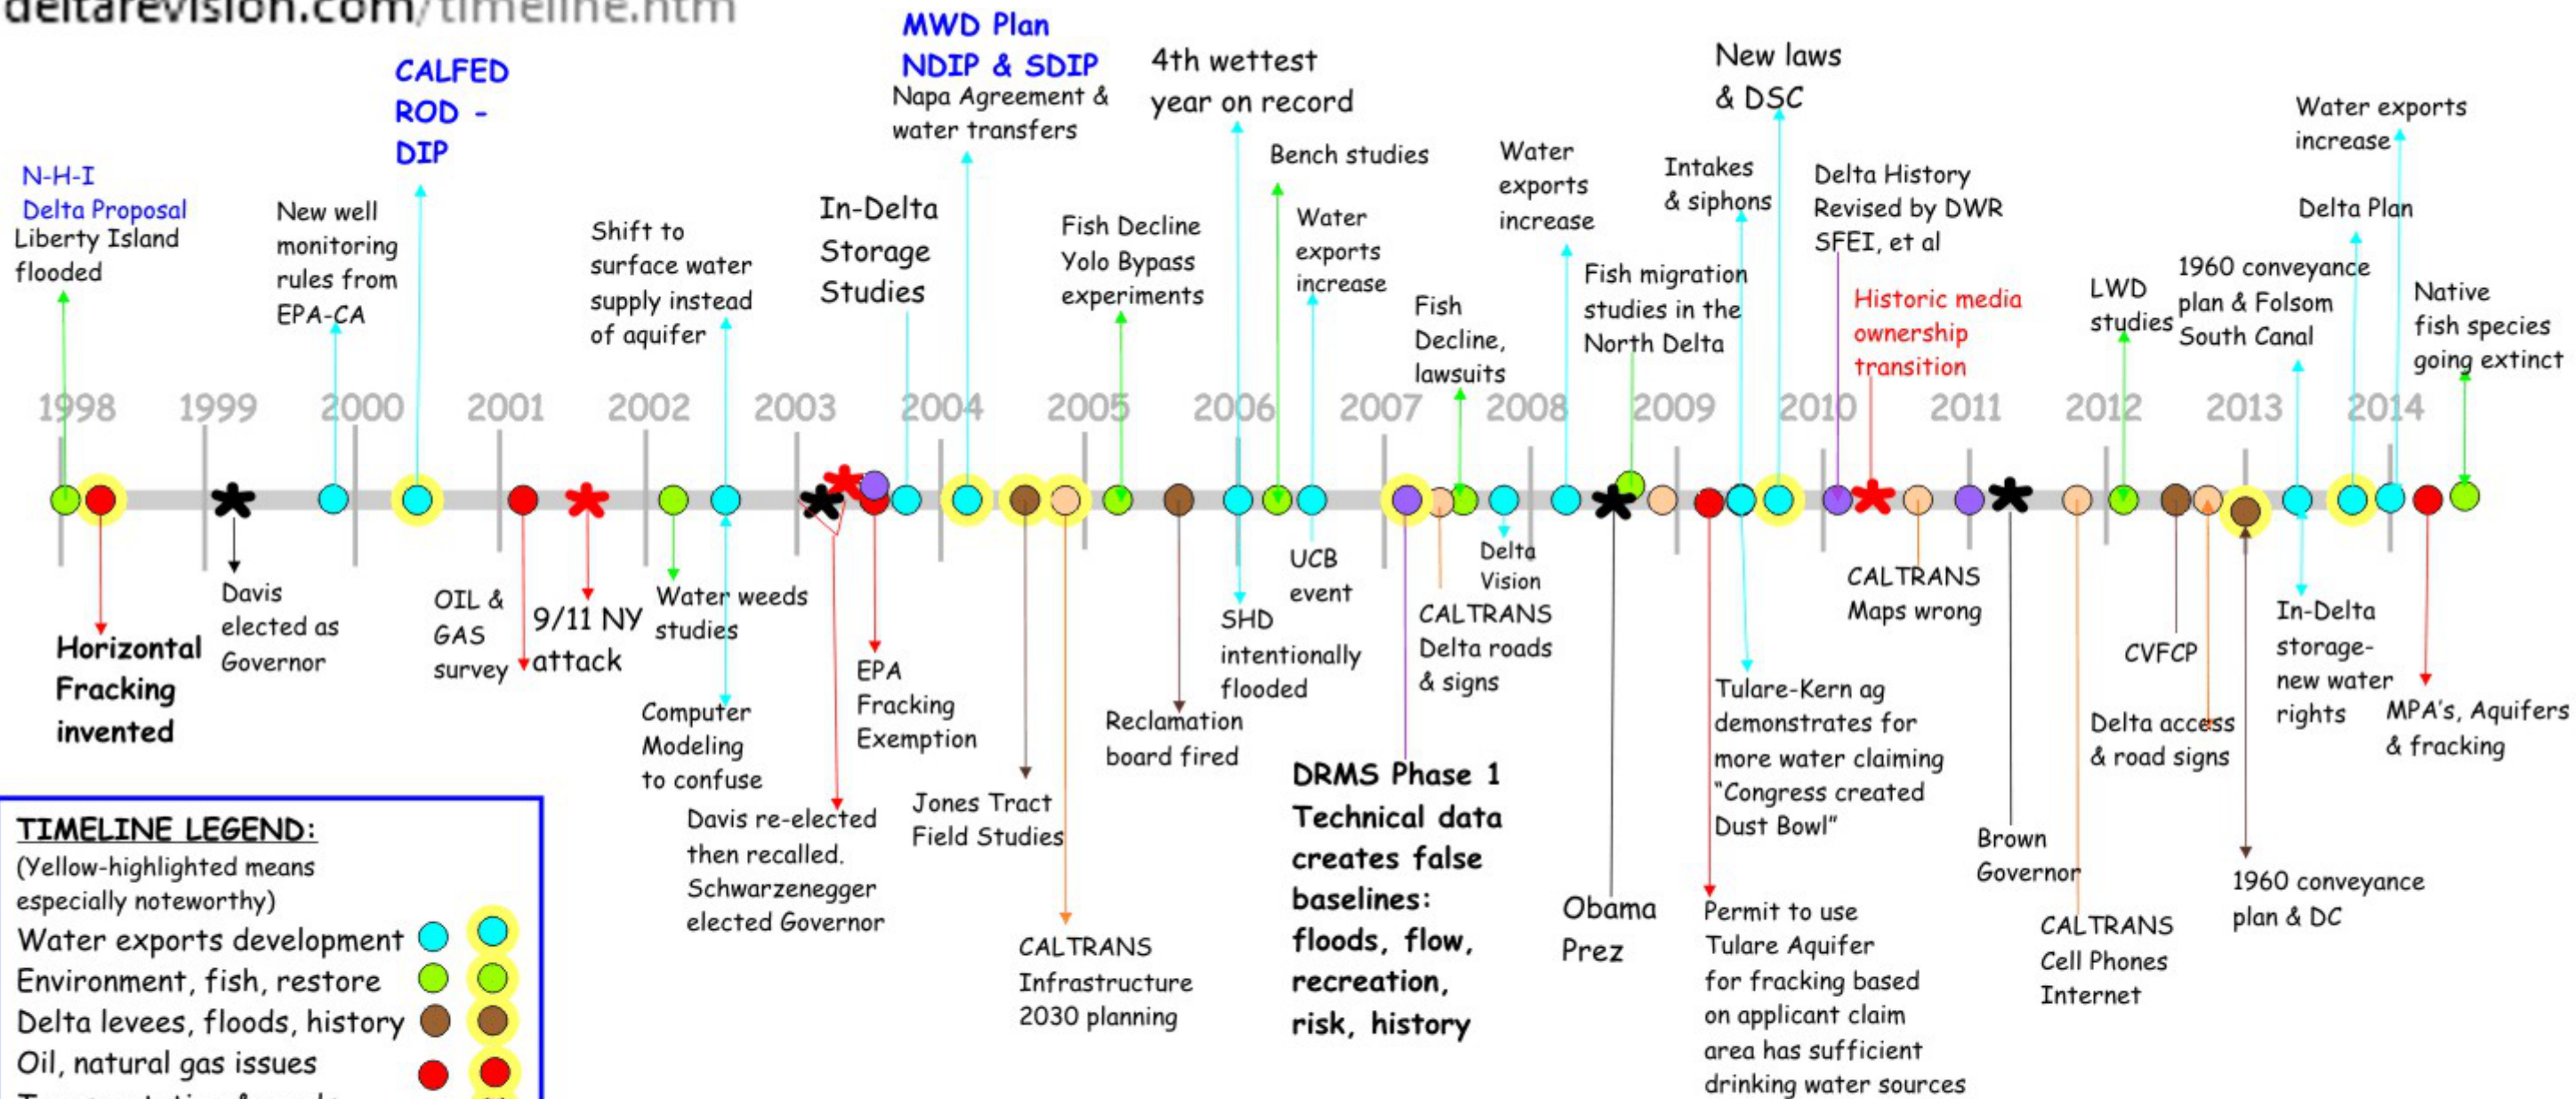 deltarevision.com/timeline.htm
N-H-I
Delta Proposal
Liberty Island
flooded
New well
monitoring
rules from
EPA-CA
CALFED
ROD -
DIP
Shift to
surface water
supply instead
of aquifer
In-Delta
Storage
Studies
MWD Plan
NDIP & SDIP
Napa Agreement &
water transfers
Fish Decline
Yolo Bypass
experiments
4th wettest
year on record
Bench studies
Water
exports
increase
Fish
Decline,
lawsuits
Water
exports
increase
Fish migration
studies in the
North Delta
Intakes
& siphons
New laws
& DSC
Delta History
Revised by DWR
SFEI, et al
Historic media
ownership
transition
LWD
studies
1960 conveyance
plan & Folsom
South Canal
Delta Plan
Water exports
increase
Native
fish species
going extinct
1998 1999 2000 2001 2002 2003 2004 2005 2006 2007 2008 2009 2010 2011 2012 2013 2014
Horizontal
Fracking
invented
Davis
elected as
Governor
OIL &
GAS
survey
9/11 NY
attack
Water weeds
studies
Computer
Modeling
to confuse
Davis re-elected
then recalled.
Schwarzenegger
elected Governor
EPA
Fracking
Exemption
Jones Tract
Field Studies
CALTRANS
Infrastructure
2030 planning
Reclamation
board fired
SHD
intentionally
flooded
UCB
event
DRMS Phase 1
Technical data
creates false
baselines:
floods, flow,
recreation,
risk, history
CALTRANS
Delta roads
& signs
Delta
Vision
Obama
Prez
Permit to use
Tulare Aquifer
for fracking based
on applicant claim
area has sufficient
drinking water sources
Tulare-Kern ag
demonstrates for
more water claiming
"Congress created
Dust Bowl"
CALTRANS
Maps wrong
Brown
Governor
CALTRANS
Cell Phones
Internet
CVFCP
Delta access
& road signs
1960 conveyance
plan & DC
In-Delta
storage-
new water
rights
MPA's, Aquifers
& fracking
TIMELINE LEGEND:
(Yellow-highlighted means
especially noteworthy)
Water exports development
Environment, fish, restore
Delta levees, floods, history
Oil, natural gas issues